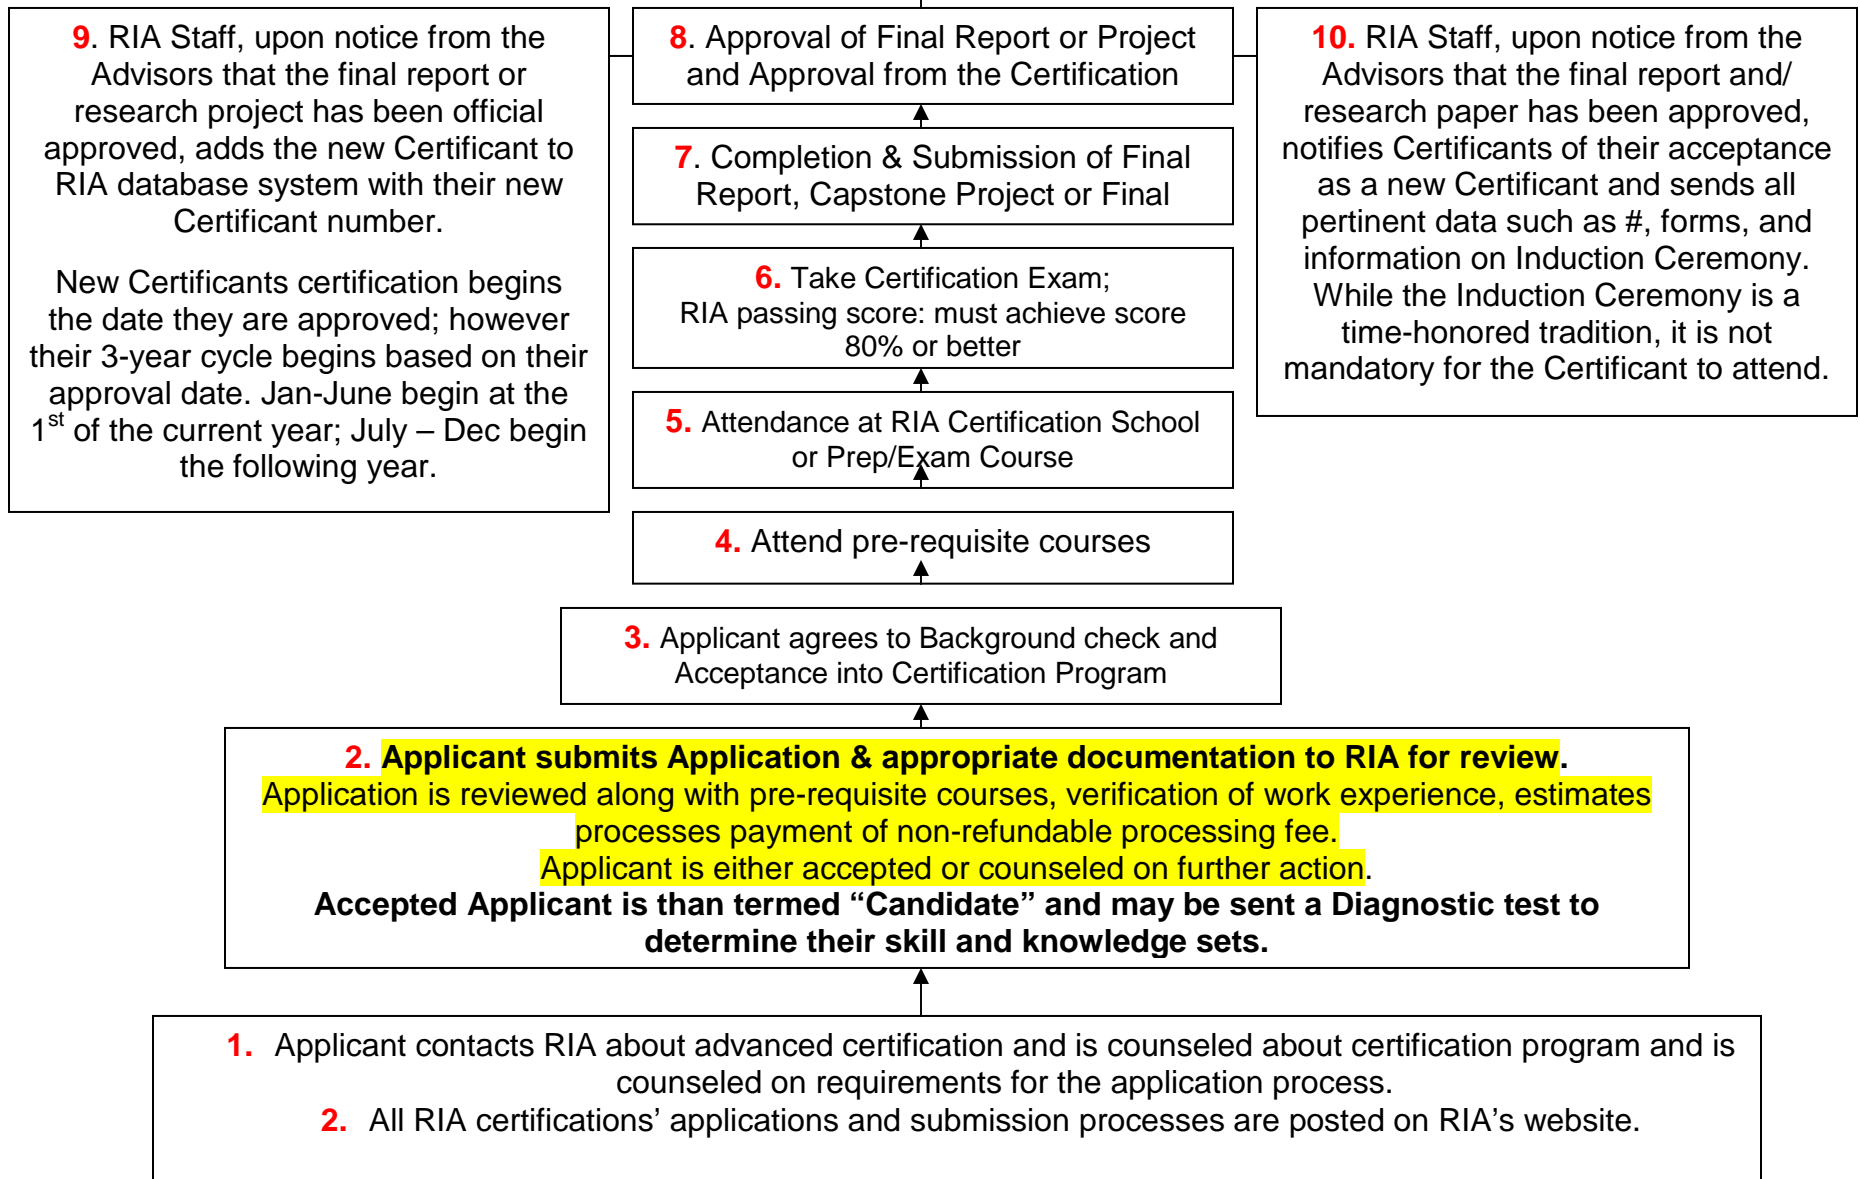 9. RIA Staff, upon notice from the
Advisors that the final report or
research project has been official
approved, adds the new Certificant to
RIA database system with their new
Certificant number.
New Certificants certification begins
the date they are approved; however
their 3-year cycle begins based on their
approval date. Jan-June begin at the
1st of the current year; July – Dec begin
the following year.
8. Approval of Final Report or Project
and Approval from the Certification
10. RIA Staff, upon notice from the
Advisors that the final report and/
research paper has been approved,
notifies Certificants of their acceptance
as a new Certificant and sends all
pertinent data such as #, forms, and
information on Induction Ceremony.
While the Induction Ceremony is a
time-honored tradition, it is not
mandatory for the Certificant to attend.
7. Completion & Submission of Final
Report, Capstone Project or Final
6. Take Certification Exam;
RIA passing score: must achieve score
80% or better
5. Attendance at RIA Certification School
or Prep/Exam Course
4. Attend pre-requisite courses
3. Applicant agrees to Background check and
Acceptance into Certification Program
2. Applicant submits Application & appropriate documentation to RIA for review.
Application is reviewed along with pre-requisite courses, verification of work experience, estimates
processes payment of non-refundable processing fee.
Applicant is either accepted or counseled on further action.
Accepted Applicant is than termed “Candidate” and may be sent a Diagnostic test to
determine their skill and knowledge sets.
1. Applicant contacts RIA about advanced certification and is counseled about certification program and is
counseled on requirements for the application process.
2. All RIA certifications’ applications and submission processes are posted on RIA’s website.